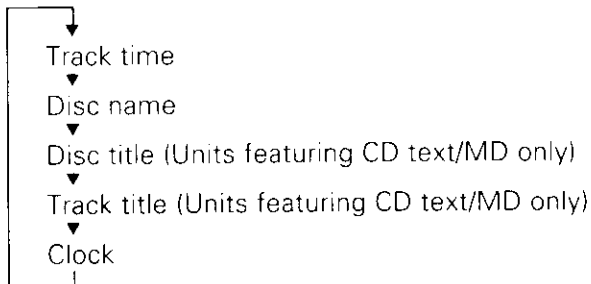 Track time
Disc name
Disc title (Units featuring CD text/MD only)
Track title (Units featuring CD text/MD only)
Clock